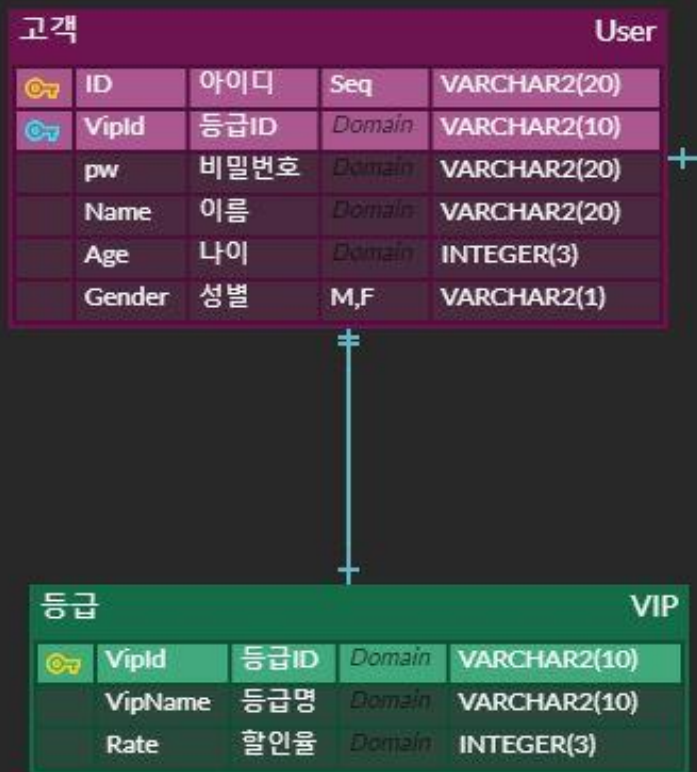 고객 User
ID 아이디 Seq VARCHAR2(20)
VipId 등급ID Domain VARCHAR2(10)
pw 비밀번호 Domain VARCHAR2(20)
Name 이름 Domain VARCHAR2(20)
Age 나이 Domain INTEGER(3)
Gender 성별 M,F VARCHAR2(1)
등급 VIP
VipId 등급ID Domain VARCHAR2(10)
VipName 등급명 Domain VARCHAR2(10)
Rate 할인율 Domain INTEGER(3)